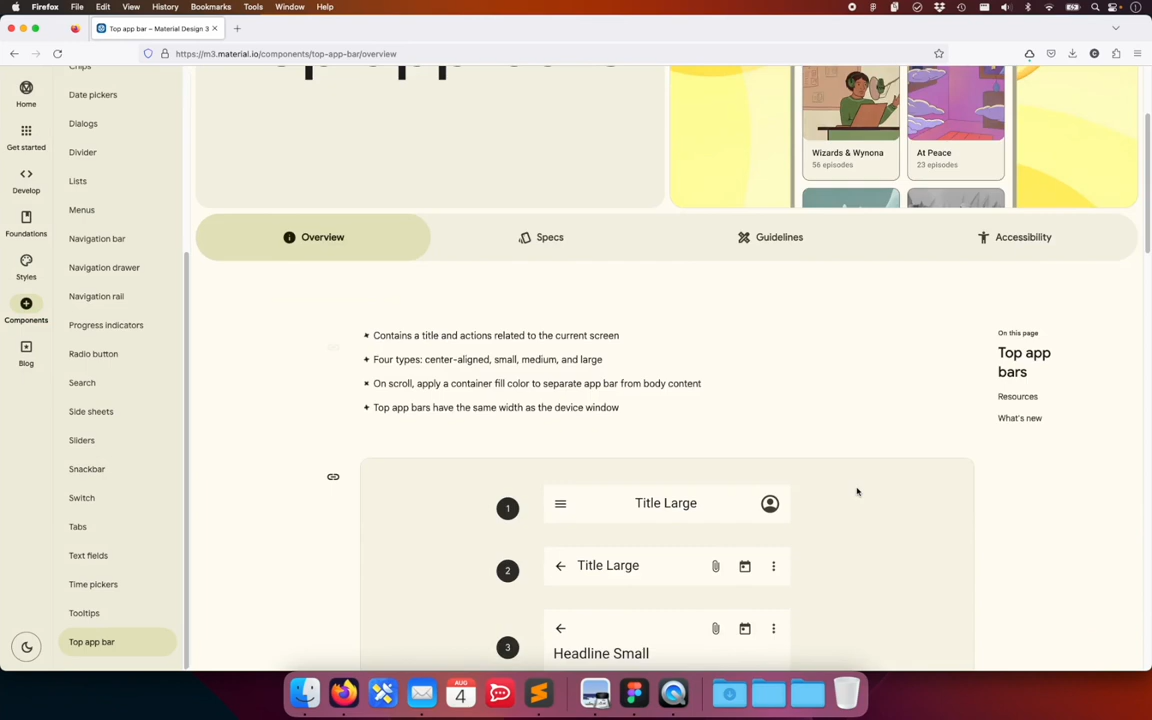 Firefox File Edit View History Bookmarks Tools Window Help
Top app bar – Material Design 3
https://m3.material.io/components/top-app-bar/overview
Home
Get started
Develop
Foundations
Styles
Components
Blog
Chips
Date pickers
Dialogs
Divider
Lists
Menus
Navigation bar
Navigation drawer
Navigation rail
Progress indicators
Radio button
Search
Side sheets
Sliders
Snackbar
Switch
Tabs
Text fields
Time pickers
Tooltips
Top app bar
Wizards & Wynona
56 episodes
At Peace
23 episodes
Overview
Specs
Guidelines
Accessibility
Contains a title and actions related to the current screen
Four types: center-aligned, small, medium, and large
On scroll, apply a container fill color to separate app bar from body content
Top app bars have the same width as the device window
On this page
Top app
bars
Resources
What's new
1
Title Large
2
Title Large
3
Headline Small
AUG
4